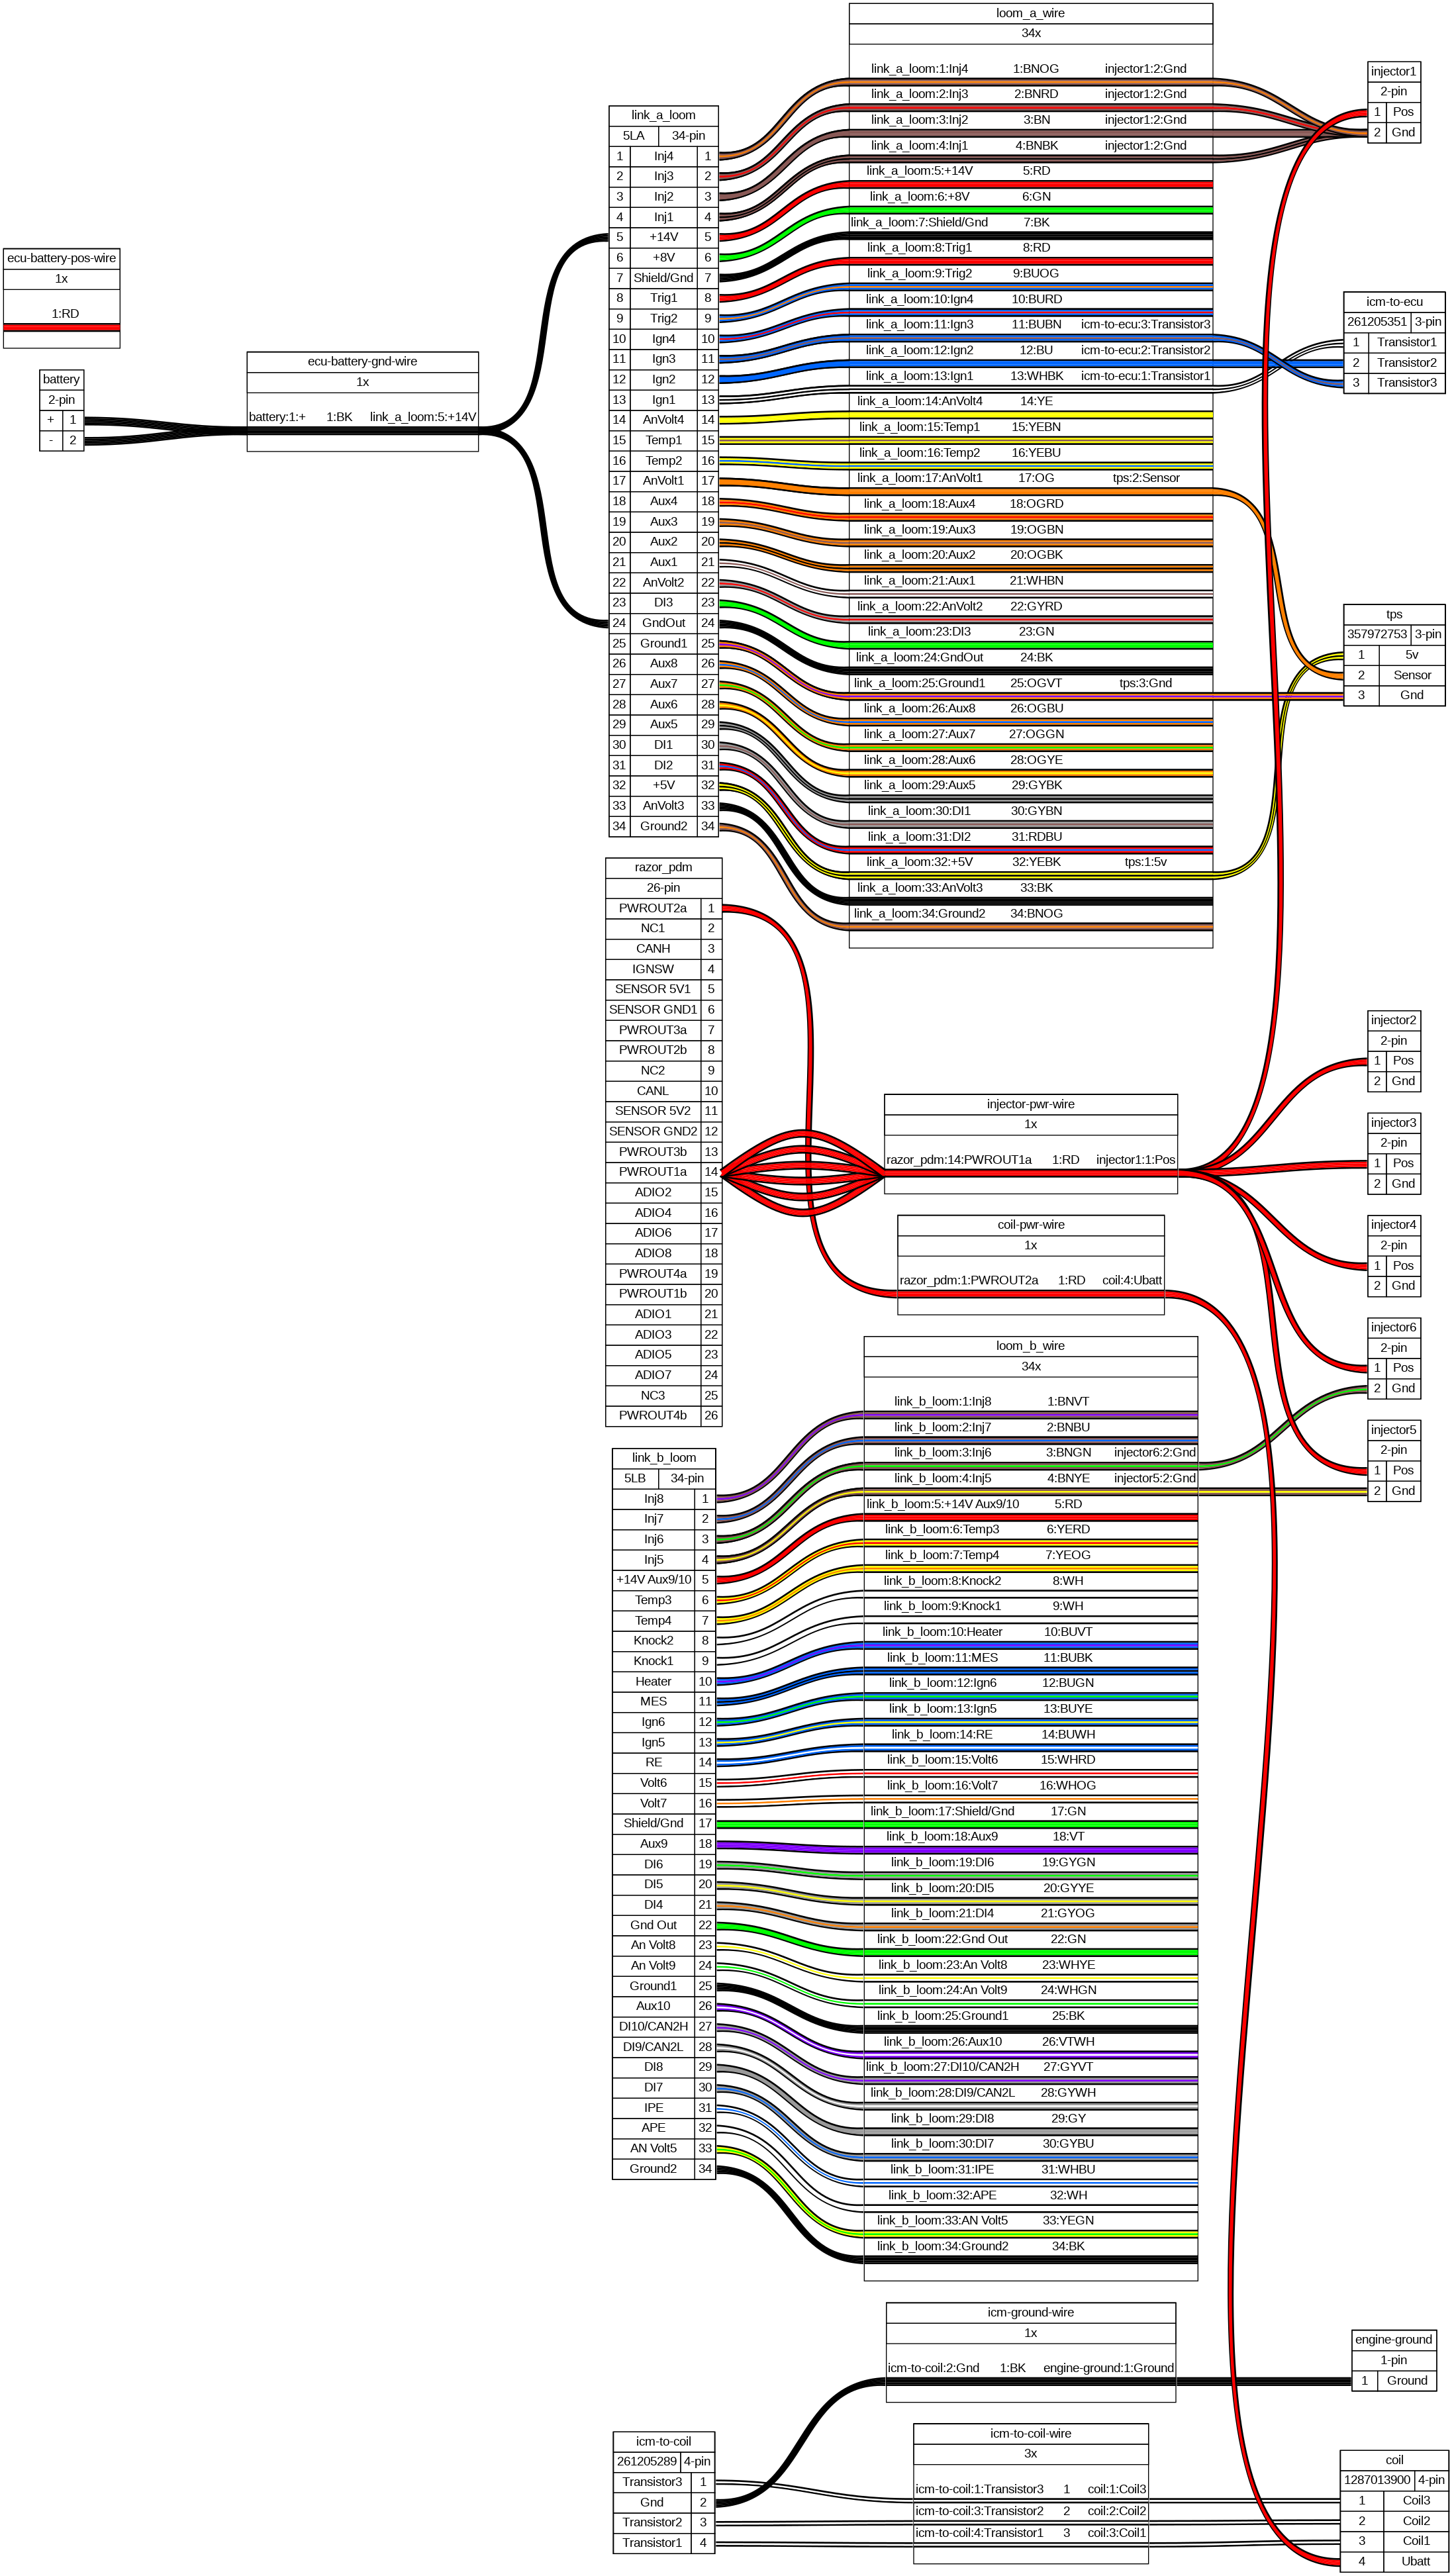 ecu-battery-pos-wire
1x
1:RD
battery
2-pin
+ 1
- 2
ecu-battery-gnd-wire
1x
battery:1:+ 1:BK link_a_loom:5:+14V
link_a_loom
5LA 34-pin
1 Inj4 1
2 Inj3 2
3 Inj2 3
4 Inj1 4
5 +14V 5
6 +8V 6
7 Shield/Gnd 7
8 Trig1 8
9 Trig2 9
10 Ign4 10
11 Ign3 11
12 Ign2 12
13 Ign1 13
14 AnVolt4 14
15 Temp1 15
16 Temp2 16
17 AnVolt1 17
18 Aux4 18
19 Aux3 19
20 Aux2 20
21 Aux1 21
22 AnVolt2 22
23 DI3 23
24 GndOut 24
25 Ground1 25
26 Aux8 26
27 Aux7 27
28 Aux6 28
29 Aux5 29
30 DI1 30
31 DI2 31
32 +5V 32
33 AnVolt3 33
34 Ground2 34
razor_pdm
26-pin
PWROUT2a 1
NC1 2
CANH 3
IGNSW 4
SENSOR 5V1 5
SENSOR GND1 6
PWROUT3a 7
PWROUT2b 8
NC2 9
CANL 10
SENSOR 5V2 11
SENSOR GND2 12
PWROUT3b 13
PWROUT1a 14
ADIO2 15
ADIO4 16
ADIO6 17
ADIO8 18
PWROUT4a 19
PWROUT1b 20
ADIO1 21
ADIO3 22
ADIO5 23
ADIO7 24
NC3 25
PWROUT4b 26
link_b_loom
5LB 34-pin
Inj8 1
Inj7 2
Inj6 3
Inj5 4
+14V Aux9/10 5
Temp3 6
Temp4 7
Knock2 8
Knock1 9
Heater 10
MES 11
Ign6 12
Ign5 13
RE 14
Volt6 15
Volt7 16
Shield/Gnd 17
Aux9 18
DI6 19
DI5 20
DI4 21
Gnd Out 22
An Volt8 23
An Volt9 24
Ground1 25
Aux10 26
DI10/CAN2H 27
DI9/CAN2L 28
DI8 29
DI7 30
IPE 31
APE 32
AN Volt5 33
Ground2 34
icm-to-coil
261205289 4-pin
Transistor3 1
Gnd 2
Transistor2 3
Transistor1 4
loom_a_wire
34x
link_a_loom:1:Inj4 1:BNOG injector1:2:Gnd
link_a_loom:2:Inj3 2:BNRD injector1:2:Gnd
link_a_loom:3:Inj2 3:BN injector1:2:Gnd
link_a_loom:4:Inj1 4:BNBK injector1:2:Gnd
link_a_loom:5:+14V 5:RD
link_a_loom:6:+8V 6:GN
link_a_loom:7:Shield/Gnd 7:BK
link_a_loom:8:Trig1 8:RD
link_a_loom:9:Trig2 9:BUOG
link_a_loom:10:Ign4 10:BURD
link_a_loom:11:Ign3 11:BUBN icm-to-ecu:3:Transistor3
link_a_loom:12:Ign2 12:BU icm-to-ecu:2:Transistor2
link_a_loom:13:Ign1 13:WHBK icm-to-ecu:1:Transistor1
link_a_loom:14:AnVolt4 14:YE
link_a_loom:15:Temp1 15:YEBN
link_a_loom:16:Temp2 16:YEBU
link_a_loom:17:AnVolt1 17:OG tps:2:Sensor
link_a_loom:18:Aux4 18:OGRD
link_a_loom:19:Aux3 19:OGBN
link_a_loom:20:Aux2 20:OGBK
link_a_loom:21:Aux1 21:WHBN
link_a_loom:22:AnVolt2 22:GYRD
link_a_loom:23:DI3 23:GN
link_a_loom:24:GndOut 24:BK
link_a_loom:25:Ground1 25:OGVT tps:3:Gnd
link_a_loom:26:Aux8 26:OGBU
link_a_loom:27:Aux7 27:OGGN
link_a_loom:28:Aux6 28:OGYE
link_a_loom:29:Aux5 29:GYBK
link_a_loom:30:DI1 30:GYBN
link_a_loom:31:DI2 31:RDBU
link_a_loom:32:+5V 32:YEBK tps:1:5v
link_a_loom:33:AnVolt3 33:BK
link_a_loom:34:Ground2 34:BNOG
injector-pwr-wire
1x
razor_pdm:14:PWROUT1a 1:RD injector1:1:Pos
coil-pwr-wire
1x
razor_pdm:1:PWROUT2a 1:RD coil:4:Ubatt
loom_b_wire
34x
link_b_loom:1:Inj8 1:BNVT
link_b_loom:2:Inj7 2:BNBU
link_b_loom:3:Inj6 3:BNGN injector6:2:Gnd
link_b_loom:4:Inj5 4:BNYE injector5:2:Gnd
link_b_loom:5:+14V Aux9/10 5:RD
link_b_loom:6:Temp3 6:YERD
link_b_loom:7:Temp4 7:YEOG
link_b_loom:8:Knock2 8:WH
link_b_loom:9:Knock1 9:WH
link_b_loom:10:Heater 10:BUVT
link_b_loom:11:MES 11:BUBK
link_b_loom:12:Ign6 12:BUGN
link_b_loom:13:Ign5 13:BUYE
link_b_loom:14:RE 14:BUWH
link_b_loom:15:Volt6 15:WHRD
link_b_loom:16:Volt7 16:WHOG
link_b_loom:17:Shield/Gnd 17:GN
link_b_loom:18:Aux9 18:VT
link_b_loom:19:DI6 19:GYGN
link_b_loom:20:DI5 20:GYYE
link_b_loom:21:DI4 21:GYOG
link_b_loom:22:Gnd Out 22:GN
link_b_loom:23:An Volt8 23:WHYE
link_b_loom:24:An Volt9 24:WHGN
link_b_loom:25:Ground1 25:BK
link_b_loom:26:Aux10 26:VTWH
link_b_loom:27:DI10/CAN2H 27:GYVT
link_b_loom:28:DI9/CAN2L 28:GYWH
link_b_loom:29:DI8 29:GY
link_b_loom:30:DI7 30:GYBU
link_b_loom:31:IPE 31:WHBU
link_b_loom:32:APE 32:WH
link_b_loom:33:AN Volt5 33:YEGN
link_b_loom:34:Ground2 34:BK
icm-ground-wire
1x
icm-to-coil:2:Gnd 1:BK engine-ground:1:Ground
icm-to-coil-wire
3x
icm-to-coil:1:Transistor3 1 coil:1:Coil3
icm-to-coil:3:Transistor2 2 coil:2:Coil2
icm-to-coil:4:Transistor1 3 coil:3:Coil1
injector1
2-pin
1 Pos
2 Gnd
icm-to-ecu
261205351 3-pin
1 Transistor1
2 Transistor2
3 Transistor3
tps
357972753 3-pin
1 5v
2 Sensor
3 Gnd
injector2
2-pin
1 Pos
2 Gnd
injector3
2-pin
1 Pos
2 Gnd
injector4
2-pin
1 Pos
2 Gnd
injector6
2-pin
1 Pos
2 Gnd
injector5
2-pin
1 Pos
2 Gnd
engine-ground
1-pin
1 Ground
coil
1287013900 4-pin
1 Coil3
2 Coil2
3 Coil1
4 Ubatt